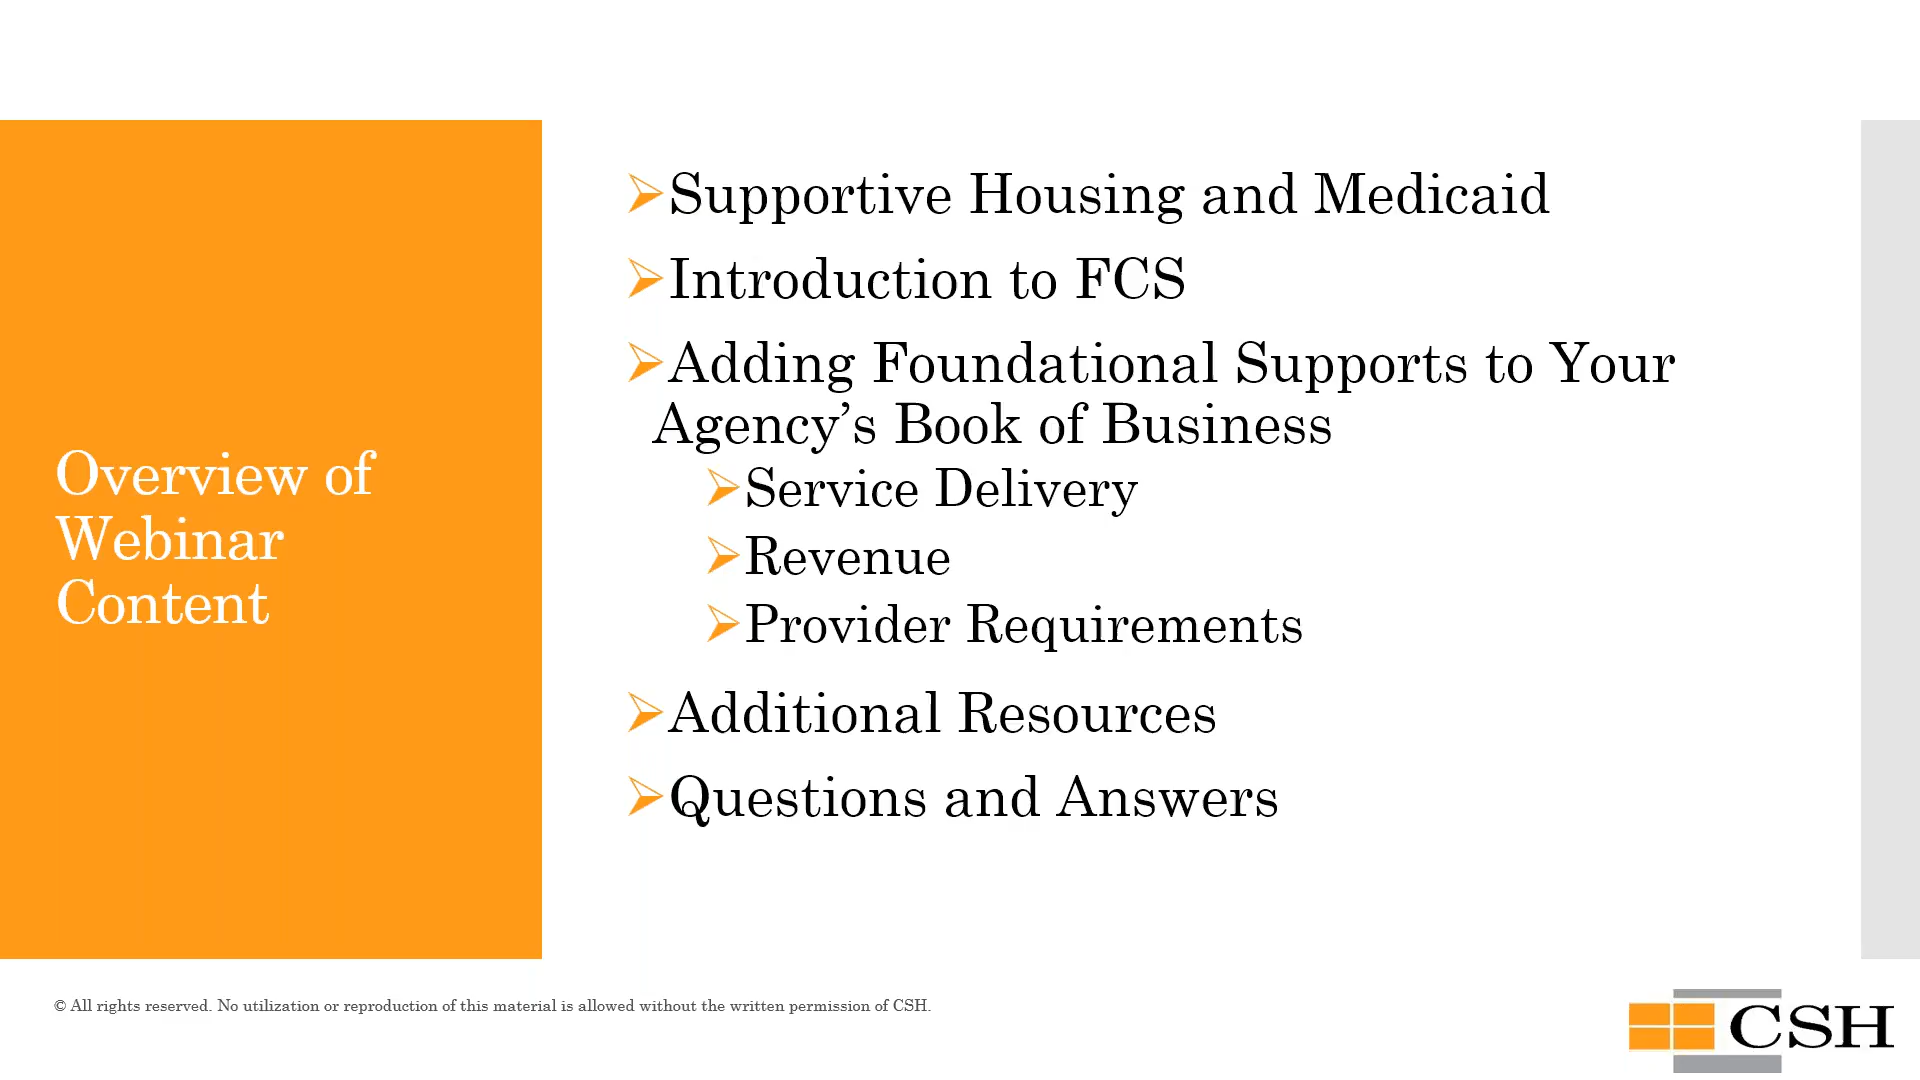 Overview of
Webinar
Content
Supportive Housing and Medicaid
Introduction to FCS
Adding Foundational Supports to Your
Agency’s Book of Business
Service Delivery
Revenue
Provider Requirements
Additional Resources
Questions and Answers
© All rights reserved. No utilization or reproduction of this material is allowed without the written permission of CSH.
CSH